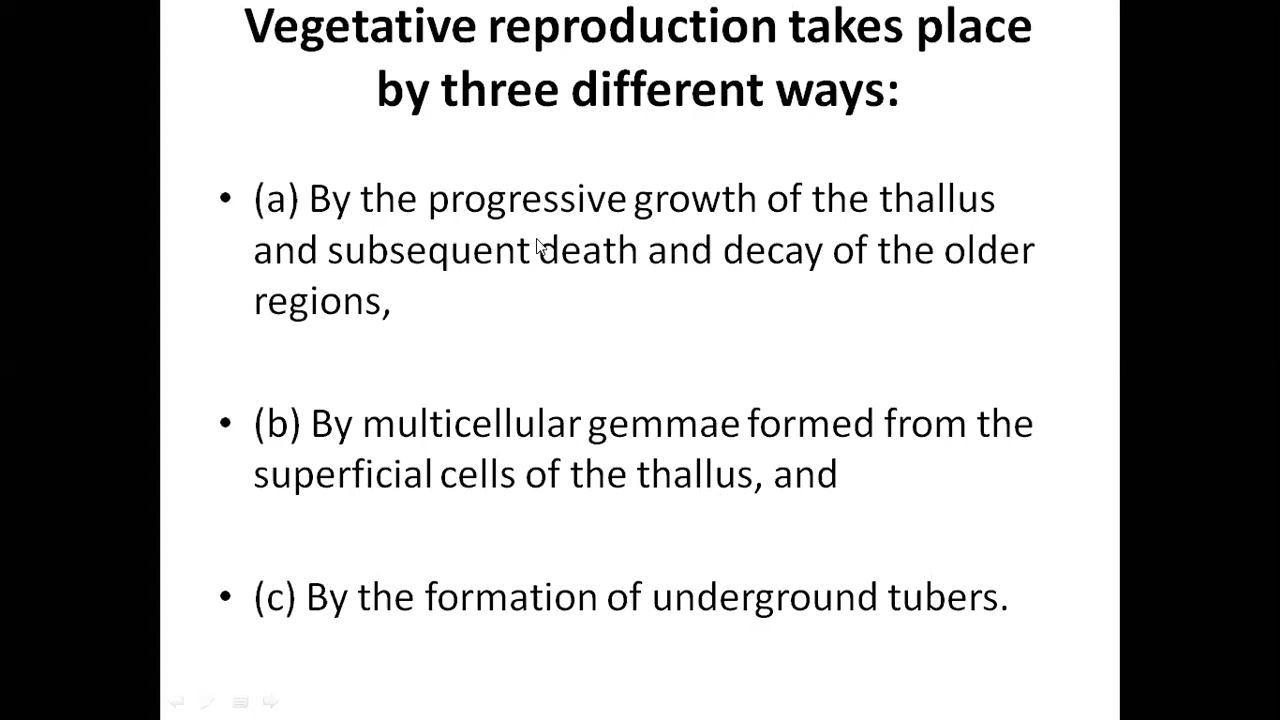 Vegetative reproduction takes place
by three different ways:
• (a) By the progressive growth of the thallus
and subsequent death and decay of the older
regions,
• (b) By multicellular gemmae formed from the
superficial cells of the thallus, and
• (c) By the formation of underground tubers.